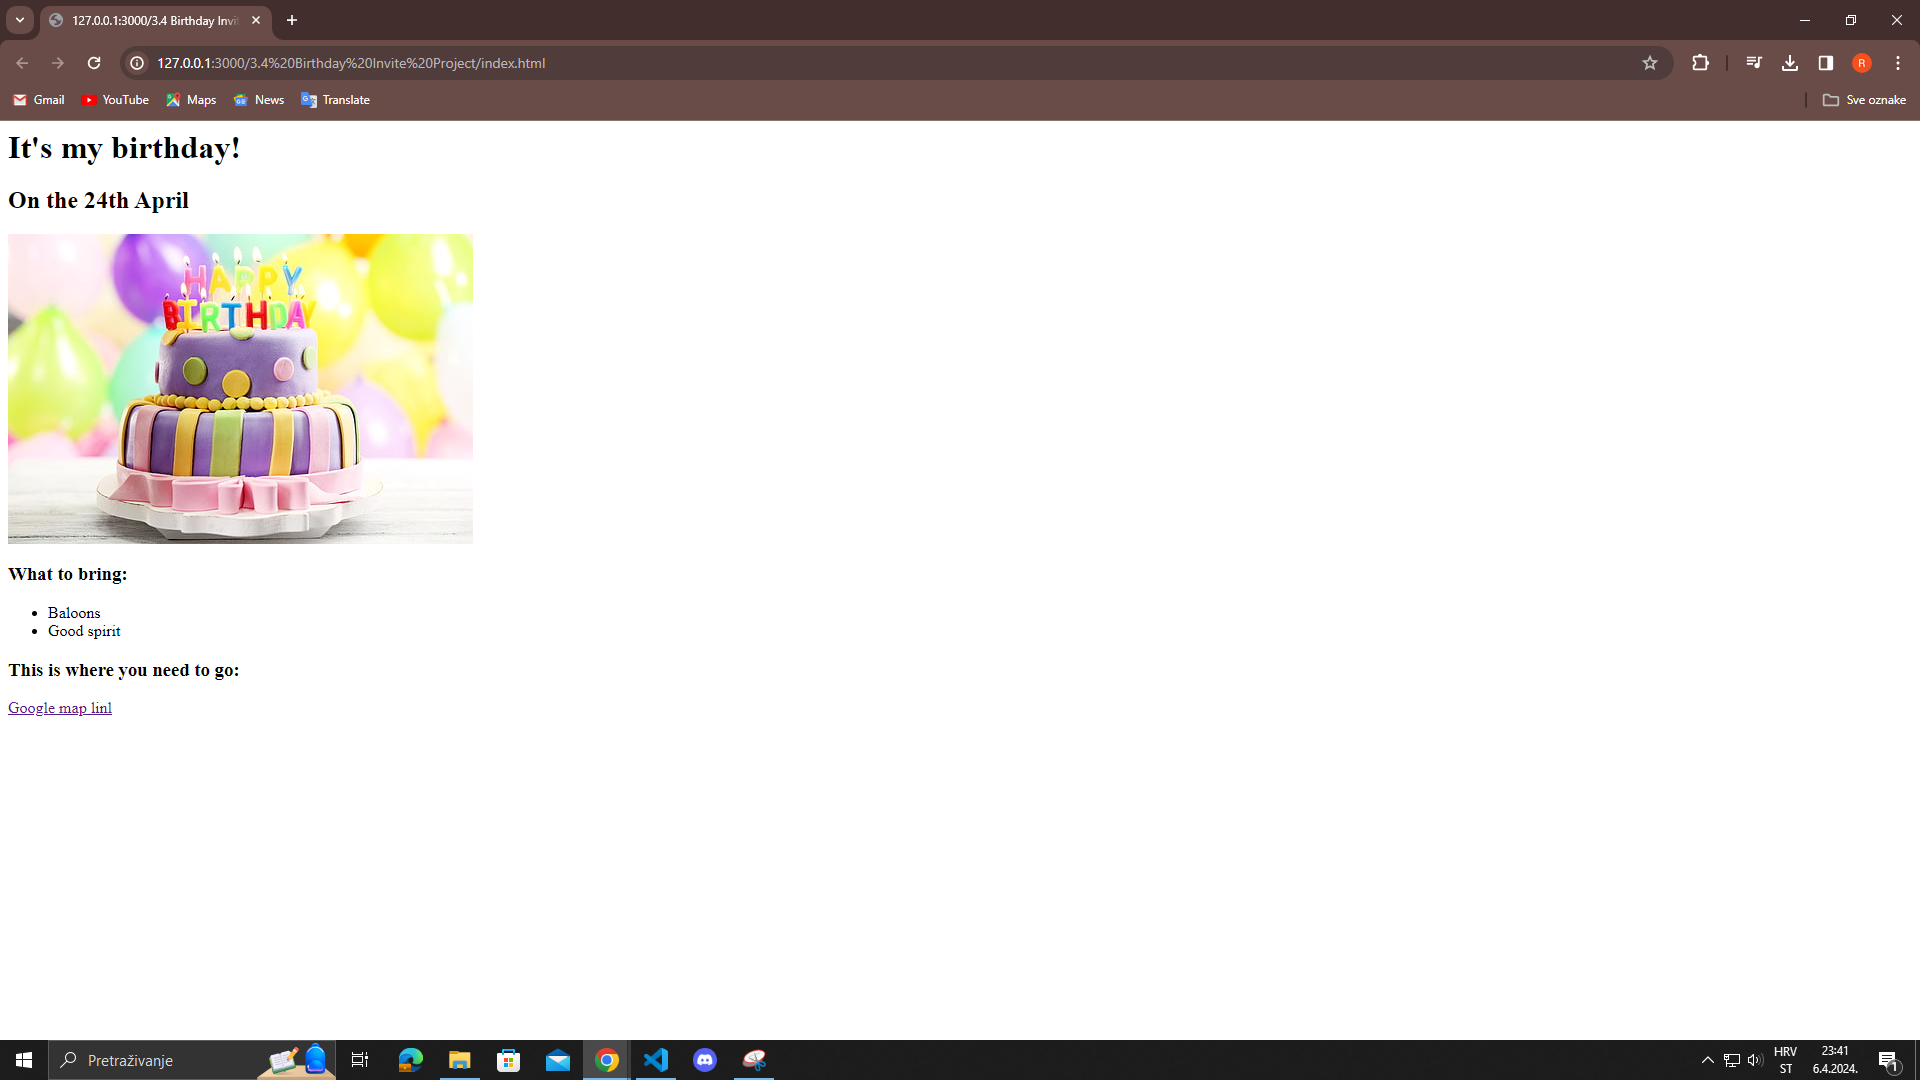 127.0.0.1:3000/3.4 Birthday Invi
127.0.0.1:3000/3.4%20Birthday%20Invite%20Project/index.html
R
Gmail YouTube Maps News Translate Sve oznake
It's my birthday!
On the 24th April
HAPPY
BIRTHDAY
What to bring:
Baloons
Good spirit
This is where you need to go:
Google map linl
Pretraživanje
HRV 23:41
ST 6.4.2024. 1